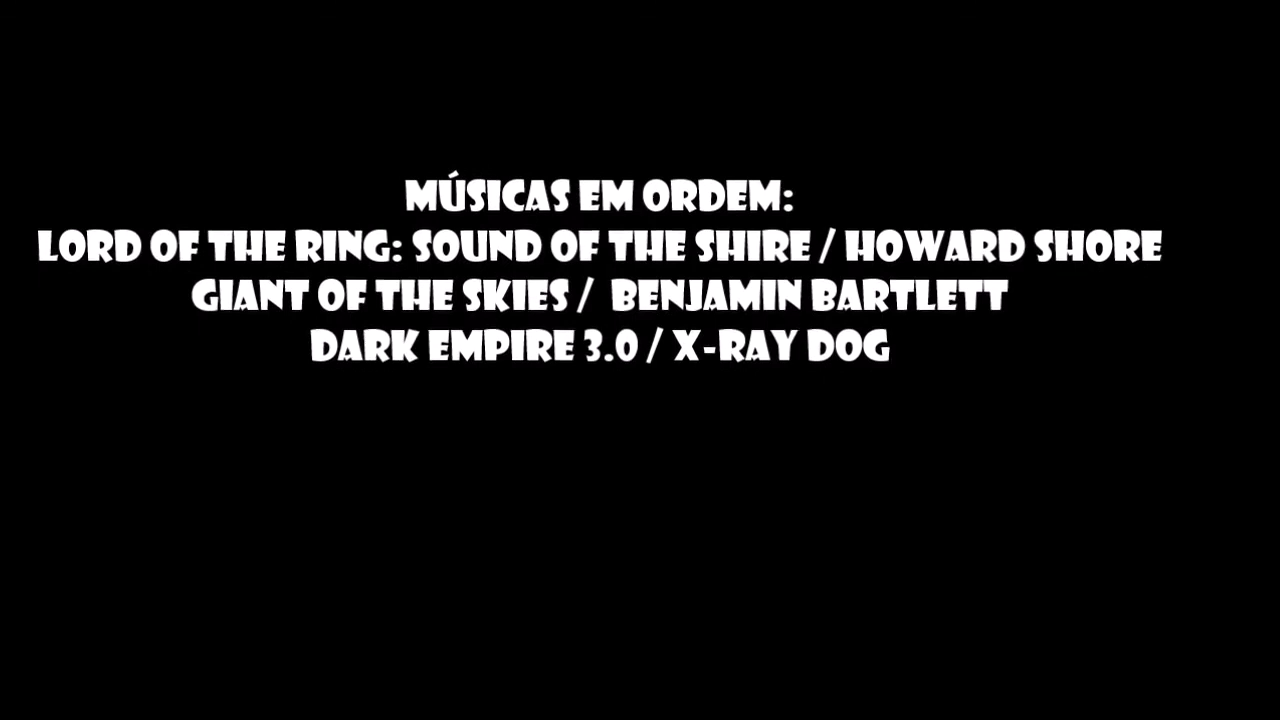 MÚSICAS EM ORDEM:
LORD OF THE RING: SOUND OF THE SHIRE / HOWARD SHORE
GIANT OF THE SKIES / BENJAMIN BARTLETT
DARK EMPIRE 3.0 / X-RAY DOG